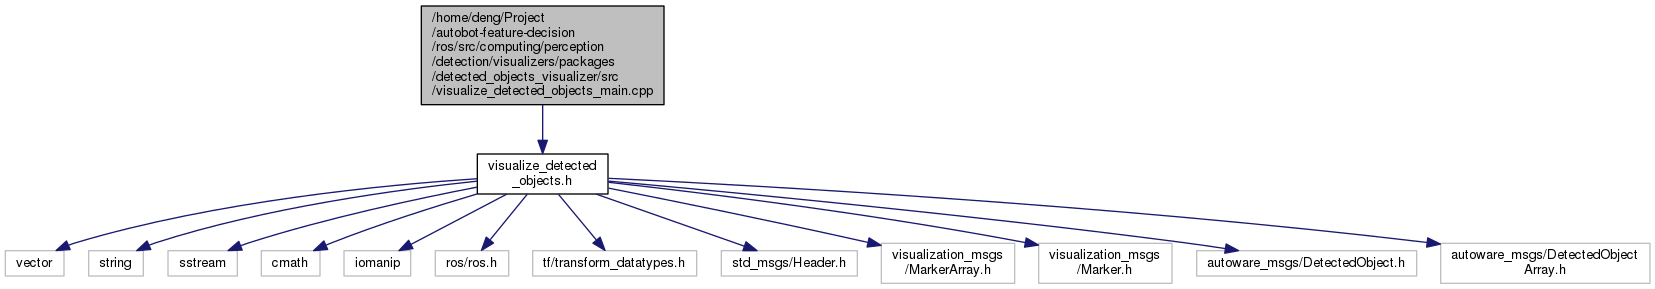 /home/deng/Project
/autobot-feature-decision
/ros/src/computing/perception
/detection/visualizers/packages
/detected_objects_visualizer/src
/visualize_detected_objects_main.cpp
visualize_detected
_objects.h
vector
string
sstream
cmath
iomanip
ros/ros.h
tf/transform_datatypes.h
std_msgs/Header.h
visualization_msgs
/MarkerArray.h
visualization_msgs
/Marker.h
autoware_msgs/DetectedObject.h
autoware_msgs/DetectedObject
Array.h